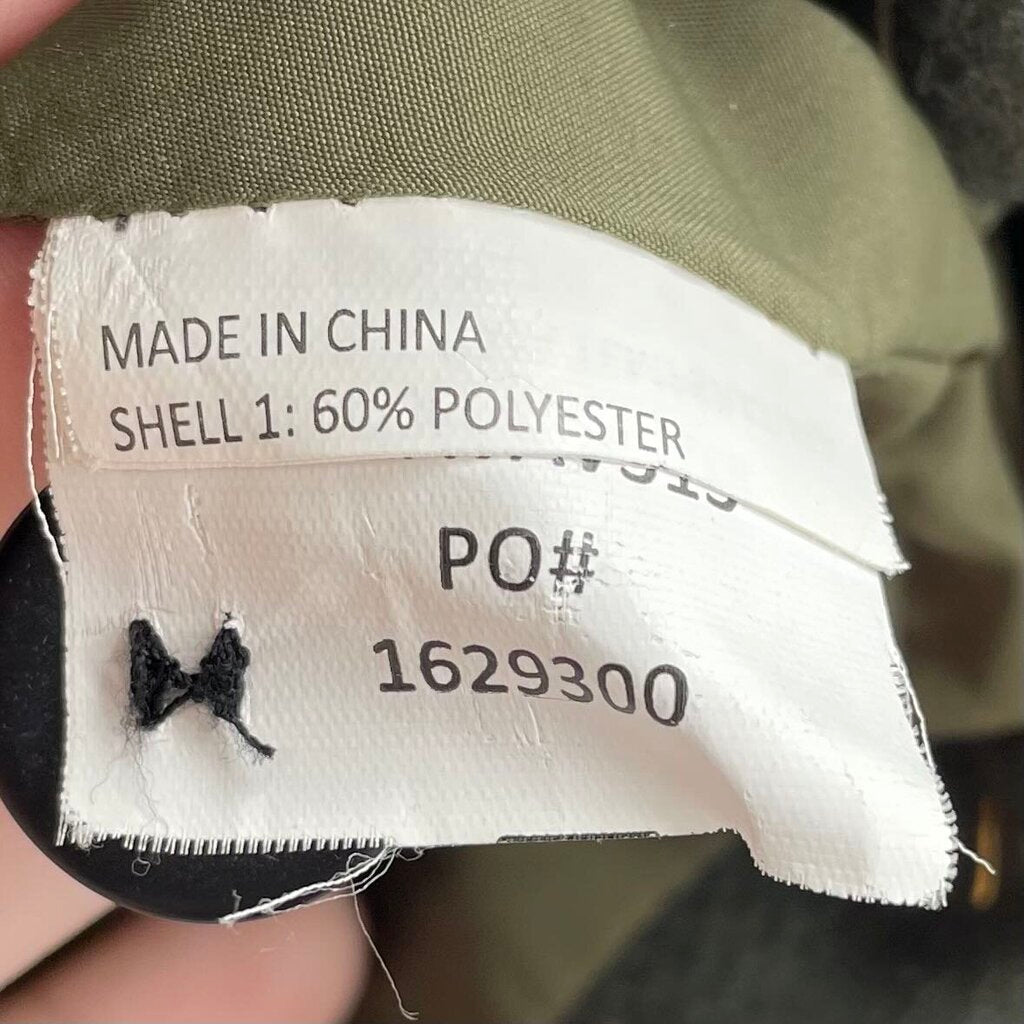 MADE IN CHINA
SHELL 1: 60% POLYESTER
PO#
1629300